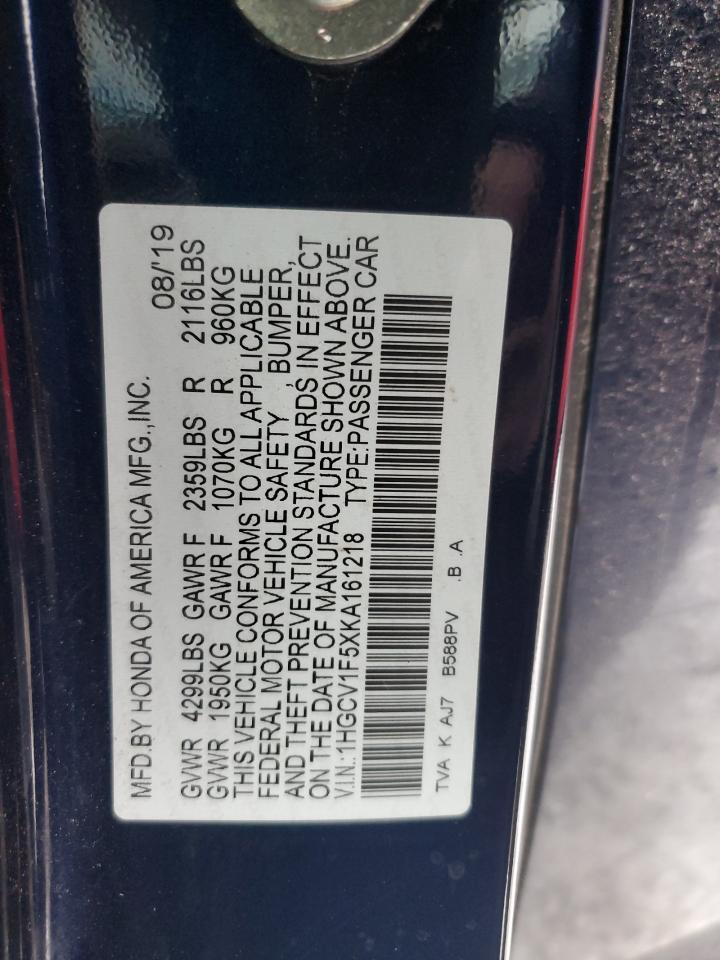 MFD.BY HONDA OF AMERICA MFG.,INC. 08/'19
GVWR 4299LBS GAWR F 2359LBS R 2116LBS
GVWR 1950KG GAWR F 1070KG R 960KG
THIS VEHICLE CONFORMS TO ALL APPLICABLE
FEDERAL MOTOR VEHICLE SAFETY , BUMPER,
AND THEFT PREVENTION STANDARDS IN EFFECT
ON THE DATE OF MANUFACTURE SHOWN ABOVE.
V.I.N.:1HGCV1F5XKA161218 TYPE:PASSENGER CAR
TVA K AJ7 B588PV .B .A